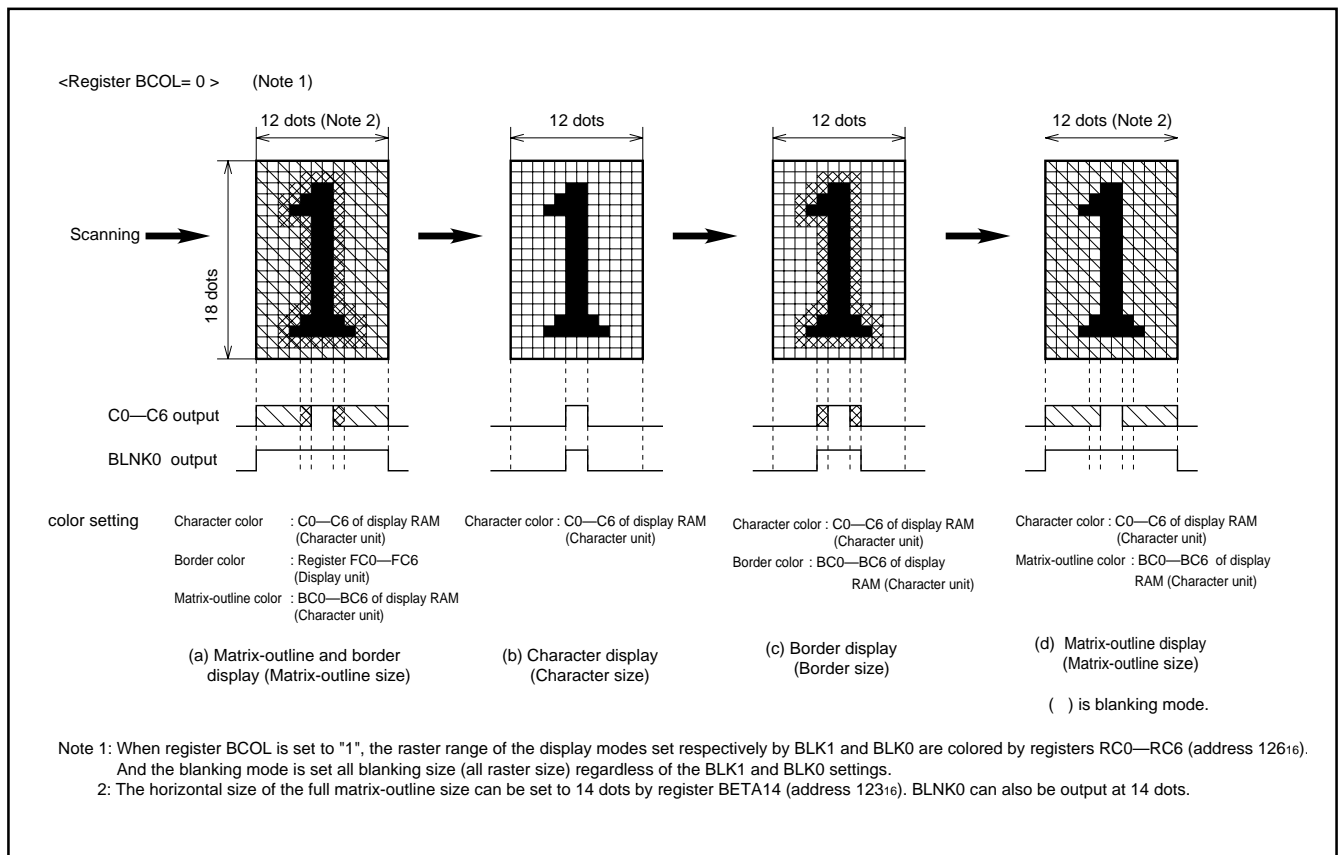 <Register BCOL= 0 > (Note 1)
12 dots (Note 2) 12 dots 12 dots 12 dots (Note 2)
Scanning
18 dots
C0—C6 output
BLNK0 output
color setting
Character color : C0—C6 of display RAM
(Character unit)
Border color : Register FC0—FC6
(Display unit)
Matrix-outline color : BC0—BC6 of display RAM
(Character unit)
(a) Matrix-outline and border
display (Matrix-outline size)
Character color : C0—C6 of display RAM
(Character unit)
(b) Character display
(Character size)
Character color : C0—C6 of display RAM
(Character unit)
Border color : BC0—BC6 of display
RAM (Character unit)
(c) Border display
(Border size)
Character color : C0—C6 of display RAM
(Character unit)
Matrix-outline color : BC0—BC6 of display
RAM (Character unit)
(d) Matrix-outline display
(Matrix-outline size)
( ) is blanking mode.
Note 1: When register BCOL is set to "1", the raster range of the display modes set respectively by BLK1 and BLK0 are colored by registers RC0—RC6 (address 12616).
And the blanking mode is set all blanking size (all raster size) regardless of the BLK1 and BLK0 settings.
2: The horizontal size of the full matrix-outline size can be set to 14 dots by register BETA14 (address 12316). BLNK0 can also be output at 14 dots.